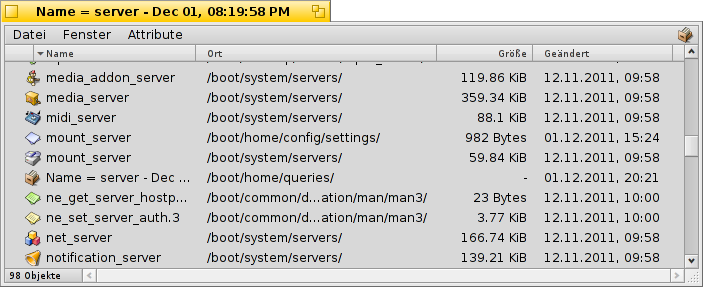 Name = server - Dec 01, 08:19:58 PM
Datei Fenster Attribute
Name Ort Größe Geändert
media_addon_server /boot/system/servers/ 119.86 KiB 12.11.2011, 09:58
media_server /boot/system/servers/ 359.34 KiB 12.11.2011, 09:58
midi_server /boot/system/servers/ 88.1 KiB 12.11.2011, 09:58
mount_server /boot/home/config/settings/ 982 Bytes 01.12.2011, 15:24
mount_server /boot/system/servers/ 59.84 KiB 12.11.2011, 09:58
Name = server - Dec ... /boot/home/queries/ - 01.12.2011, 20:21
ne_get_server_hostp... /boot/common/d...ation/man/man3/ 23 Bytes 12.11.2011, 10:00
ne_set_server_auth.3 /boot/common/d...ation/man/man3/ 3.77 KiB 12.11.2011, 10:00
net_server /boot/system/servers/ 166.74 KiB 12.11.2011, 09:58
notification_server /boot/system/servers/ 139.21 KiB 12.11.2011, 09:58
98 Objekte